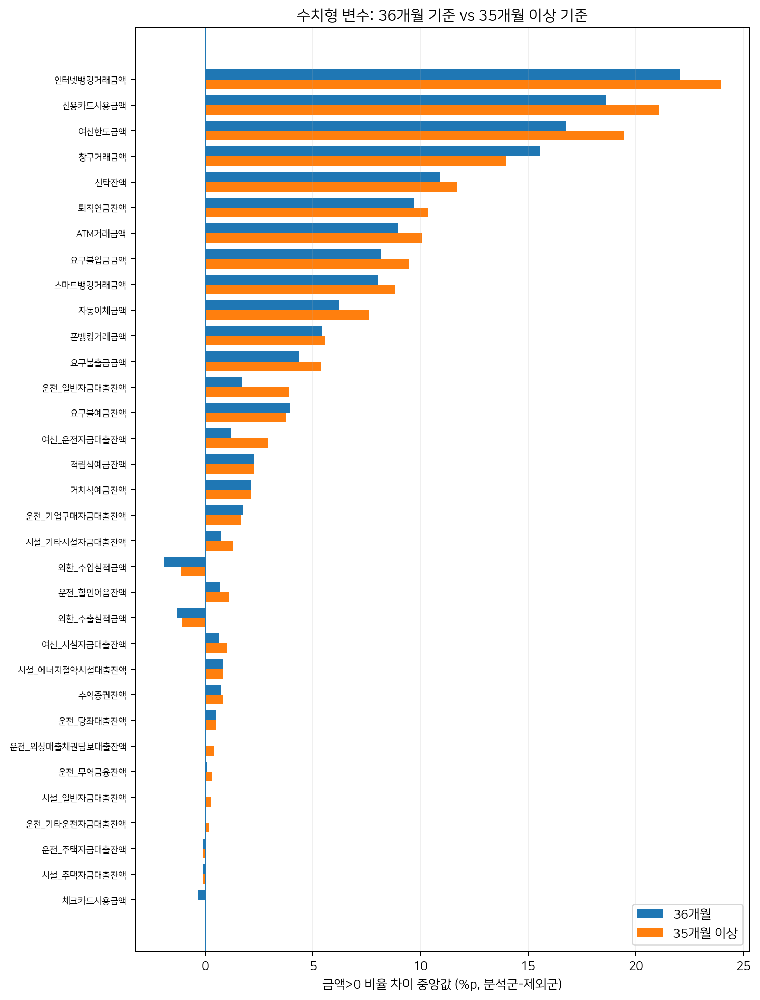 수치형 변수: 36개월 기준 vs 35개월 이상 기준
인터넷뱅킹거래금액
신용카드사용금액
여신한도금액
창구거래금액
신탁잔액
퇴직연금잔액
ATM거래금액
요구불입금금액
스마트뱅킹거래금액
자동이체금액
폰뱅킹거래금액
요구불출금금액
운전_일반자금대출잔액
요구불예금잔액
여신_운전자금대출잔액
적립식예금잔액
거치식예금잔액
운전_기업구매자금대출잔액
시설_기타시설자금대출잔액
외환_수입실적금액
운전_할인어음잔액
외환_수출실적금액
여신_시설자금대출잔액
시설_에너지절약시설대출잔액
수익증권잔액
운전_당좌대출잔액
운전_외상매출채권담보대출잔액
운전_무역금융잔액
시설_일반자금대출잔액
운전_기타운전자금대출잔액
운전_주택자금대출잔액
시설_주택자금대출잔액
체크카드사용금액
36개월
35개월 이상
0 5 10 15 20 25
금액>0 비율 차이 중앙값 (%p, 분석군-제외군)